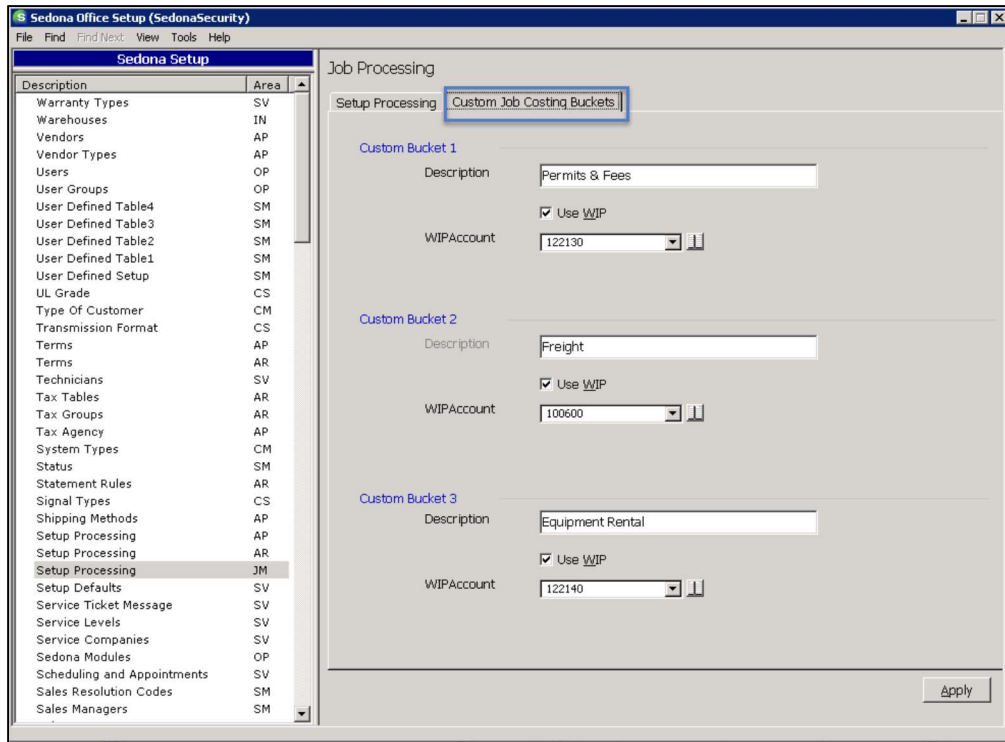 Sedona Office Setup (SedonaSecurity)
File Find Find Next View Tools Help
Sedona Setup
Description Area
Warranty Types SV
Warehouses IN
Vendors AP
Vendor Types AP
Users OP
User Groups OP
User Defined Table4 SM
User Defined Table3 SM
User Defined Table2 SM
User Defined Table1 SM
User Defined Setup SM
UL Grade CS
Type Of Customer CM
Transmission Format CS
Terms AP
Terms AR
Technicians SV
Tax Tables AR
Tax Groups AR
Tax Agency AP
System Types CM
Status SM
Statement Rules AR
Signal Types CS
Shipping Methods AP
Setup Processing AP
Setup Processing AR
Setup Processing JM
Setup Defaults SV
Service Ticket Message SV
Service Levels SV
Service Companies SV
Sedona Modules OP
Scheduling and Appointments SV
Sales Resolution Codes SM
Sales Managers SM
Job Processing
Setup Processing Custom Job Costing Buckets
Custom Bucket 1
Description Permits & Fees
Use WIP
WIPAccount 122130
Custom Bucket 2
Description Freight
Use WIP
WIPAccount 100600
Custom Bucket 3
Description Equipment Rental
Use WIP
WIPAccount 122140
Apply